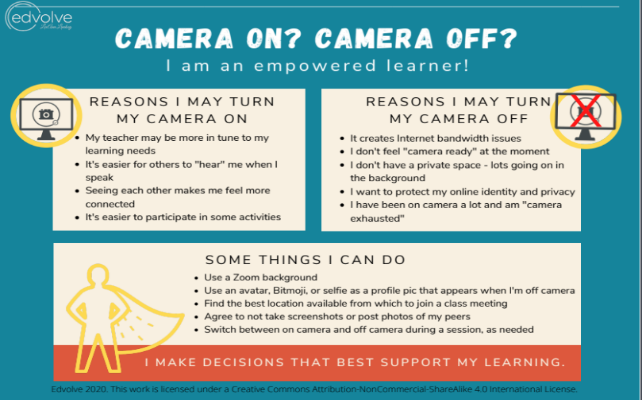 edvolve
CAMERA ON? CAMERA OFF?
I am an empowered learner!
REASONS I MAY TURN
MY CAMERA ON
• My teacher may be more in tune to my
learning needs
• It's easier for others to "hear" me when I
speak
• Seeing each other makes me feel more
connected
• It's easier to participate in some activities
REASONS I MAY TURN
MY CAMERA OFF
• It creates Internet bandwidth issues
• I don't feel "camera ready" at the moment
• I don't have a private space - lots going on in
the background
• I want to protect my online identity and privacy
• I have been on camera a lot and am "camera
exhausted"
SOME THINGS I CAN DO
• Use a Zoom background
• Use an avatar, Bitmoji, or selfie as a profile pic that appears when I'm off camera
• Find the best location available from which to join a class meeting
• Agree to not take screenshots or post photos of my peers
• Switch between on camera and off camera during a session, as needed
I MAKE DECISIONS THAT BEST SUPPORT MY LEARNING.
Edvolve 2020. This work is licensed under a Creative Commons Attribution-NonCommercial-ShareAlike 4.0 International License.